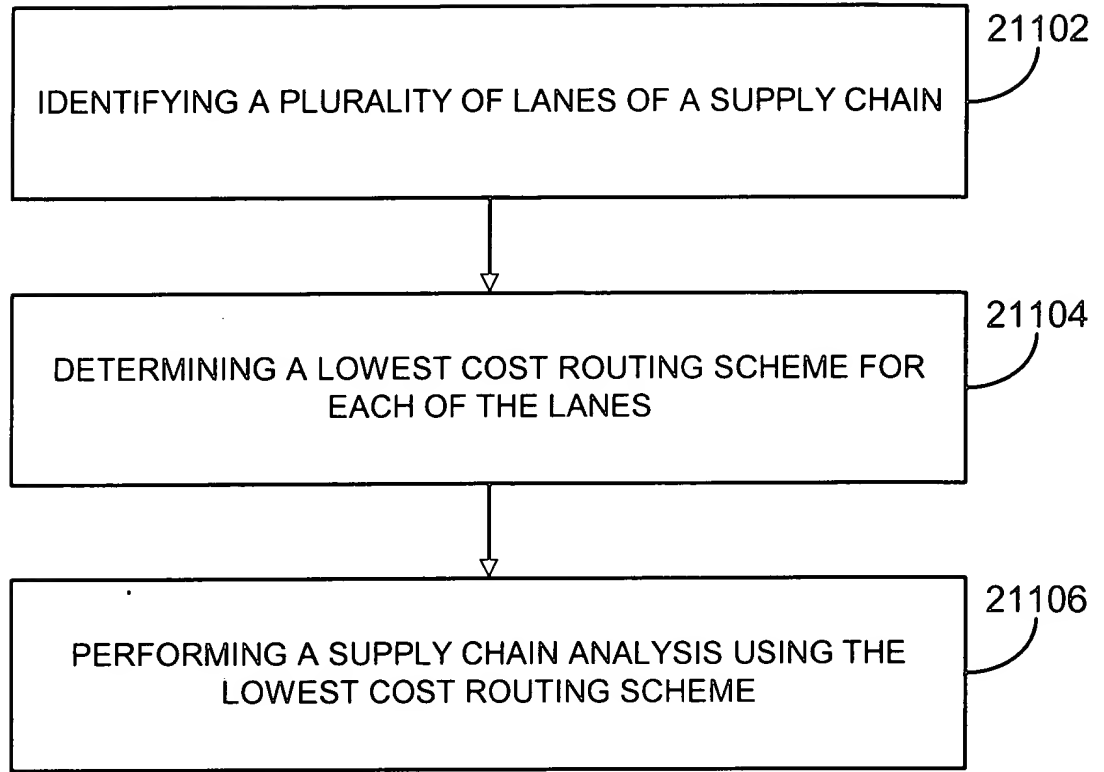 21102
IDENTIFYING A PLURALITY OF LANES OF A SUPPLY CHAIN
21104
DETERMINING A LOWEST COST ROUTING SCHEME FOR
EACH OF THE LANES
21106
PERFORMING A SUPPLY CHAIN ANALYSIS USING THE
LOWEST COST ROUTING SCHEME